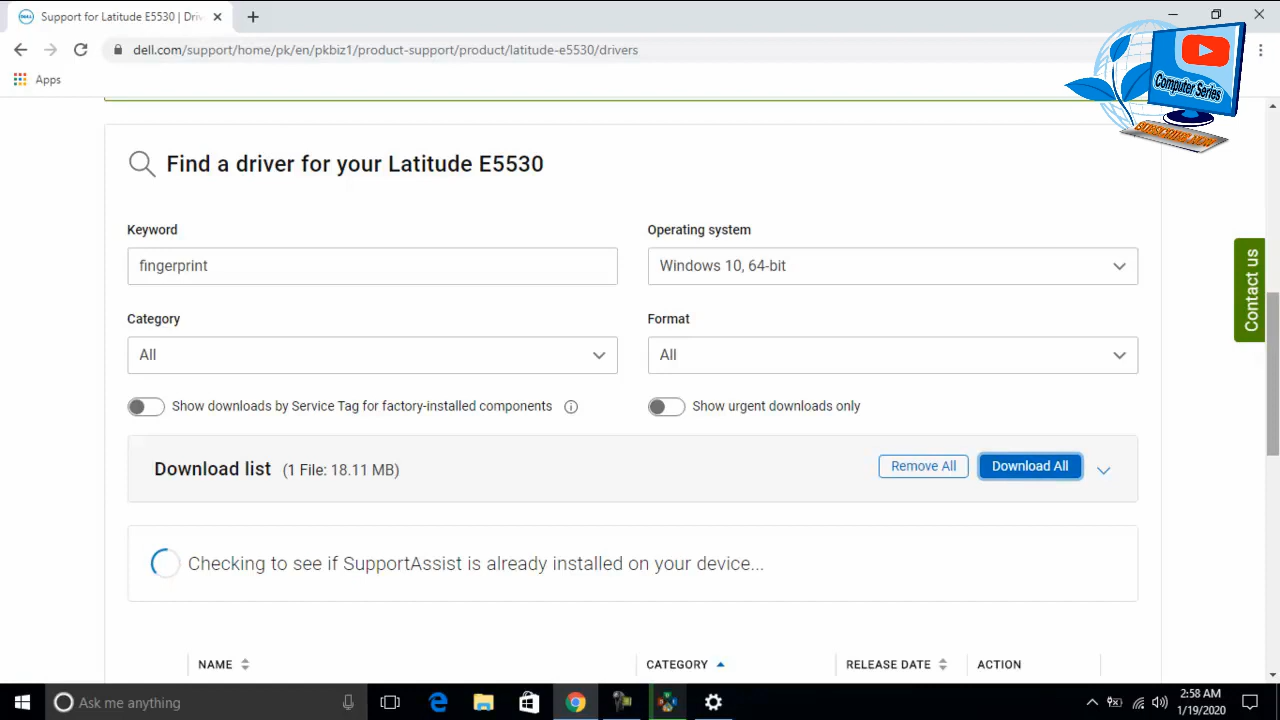 DELL
Support for Latitude E5530 | Driv
dell.com/support/home/pk/en/pkbiz1/product-support/product/latitude-e5530/drivers
Apps
Computer Series
SUBSCRIBE NOW
Find a driver for your Latitude E5530
Keyword
Operating system
fingerprint
Windows 10, 64-bit
Contact us
Category
Format
All
All
Show downloads by Service Tag for factory-installed components
Show urgent downloads only
Download list (1 File: 18.11 MB)
Remove All
Download All
Checking to see if SupportAssist is already installed on your device...
NAME
CATEGORY
RELEASE DATE
ACTION
Ask me anything
2:58 AM
1/19/2020